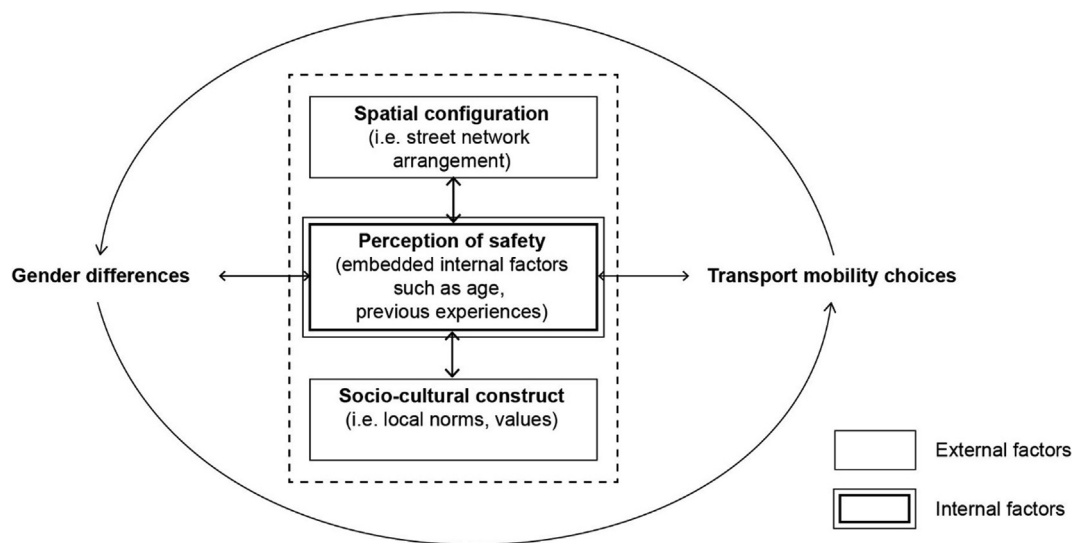 Spatial configuration
(i.e. street network
arrangement)
Perception of safety
(embedded internal factors
such as age,
previous experiences)
Gender differences
Transport mobility choices
Socio-cultural construct
(i.e. local norms, values)
External factors
Internal factors